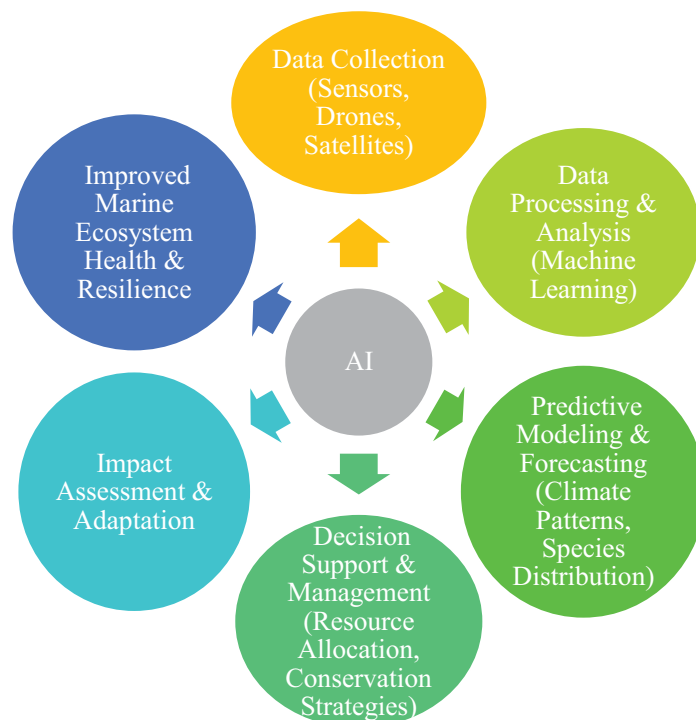 Data Collection
(Sensors,
Drones,
Satellites)
Data
Processing &
Analysis
(Machine
Learning)
Predictive
Modeling &
Forecasting
(Climate
Patterns,
Species
Distribution)
Decision
Support &
Management
(Resource
Allocation,
Conservation
Strategies)
Impact
Assessment &
Adaptation
Improved
Marine
Ecosystem
Health &
Resilience
AI